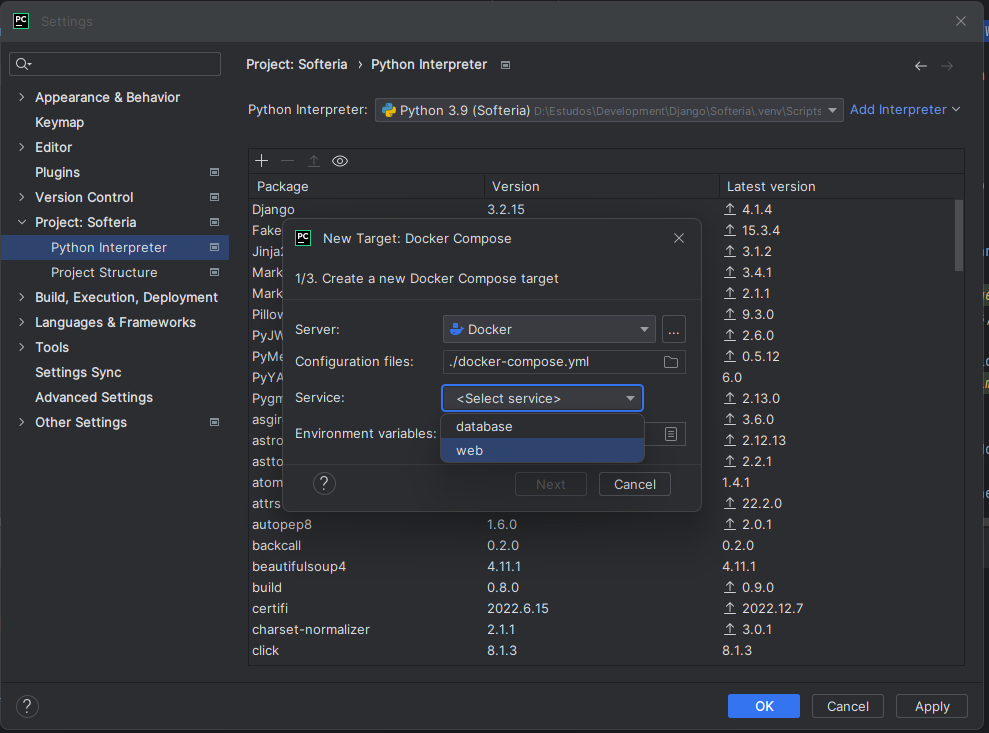 PC Settings
Project: Softeria › Python Interpreter
Appearance & Behavior
Keymap
Editor
Plugins
Version Control
Project: Softeria
Python Interpreter
Project Structure
Build, Execution, Deployment
Languages & Frameworks
Tools
Settings Sync
Advanced Settings
Other Settings
Python Interpreter: Python 3.9 (Softeria) D:\Estudos\Development\Django\Softeria\.venv\Scripts Add Interpreter
Package Version Latest version
Django 3.2.15 4.1.4
Fake 15.3.4
Jinja2 3.1.2
Mark 3.4.1
Mark 2.1.1
Pillow 9.3.0
PyJW 2.6.0
PyMe 0.5.12
PyYA 6.0
Pygm 2.13.0
asgir 3.6.0
astro 2.12.13
astto 2.2.1
atom 1.4.1
attrs 22.2.0
autopep8 1.6.0 2.0.1
backcall 0.2.0 0.2.0
beautifulsoup4 4.11.1 4.11.1
build 0.8.0 0.9.0
certifi 2022.6.15 2022.12.7
charset-normalizer 2.1.1 3.0.1
click 8.1.3 8.1.3
PC New Target: Docker Compose
1/3. Create a new Docker Compose target
Server: Docker ...
Configuration files: ./docker-compose.yml
Service: <Select service>
database
web
Environment variables:
? Next Cancel
? OK Cancel Apply